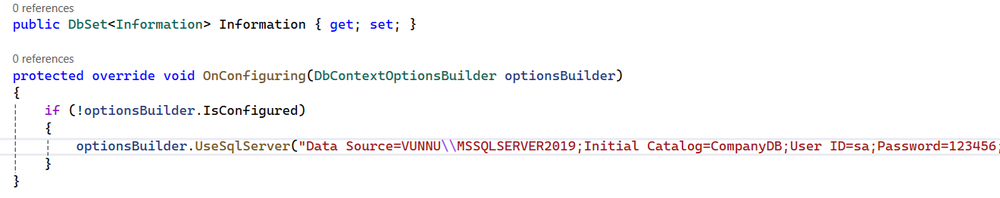 0 references
public DbSet<Information> Information { get; set; }
0 references
protected override void OnConfiguring(DbContextOptionsBuilder optionsBuilder)
{
if (!optionsBuilder.IsConfigured)
{
optionsBuilder.UseSqlServer("Data Source=VUNNU\\MSSQLSERVER2019;Initial Catalog=CompanyDB;User ID=sa;Password=123456;
}
}